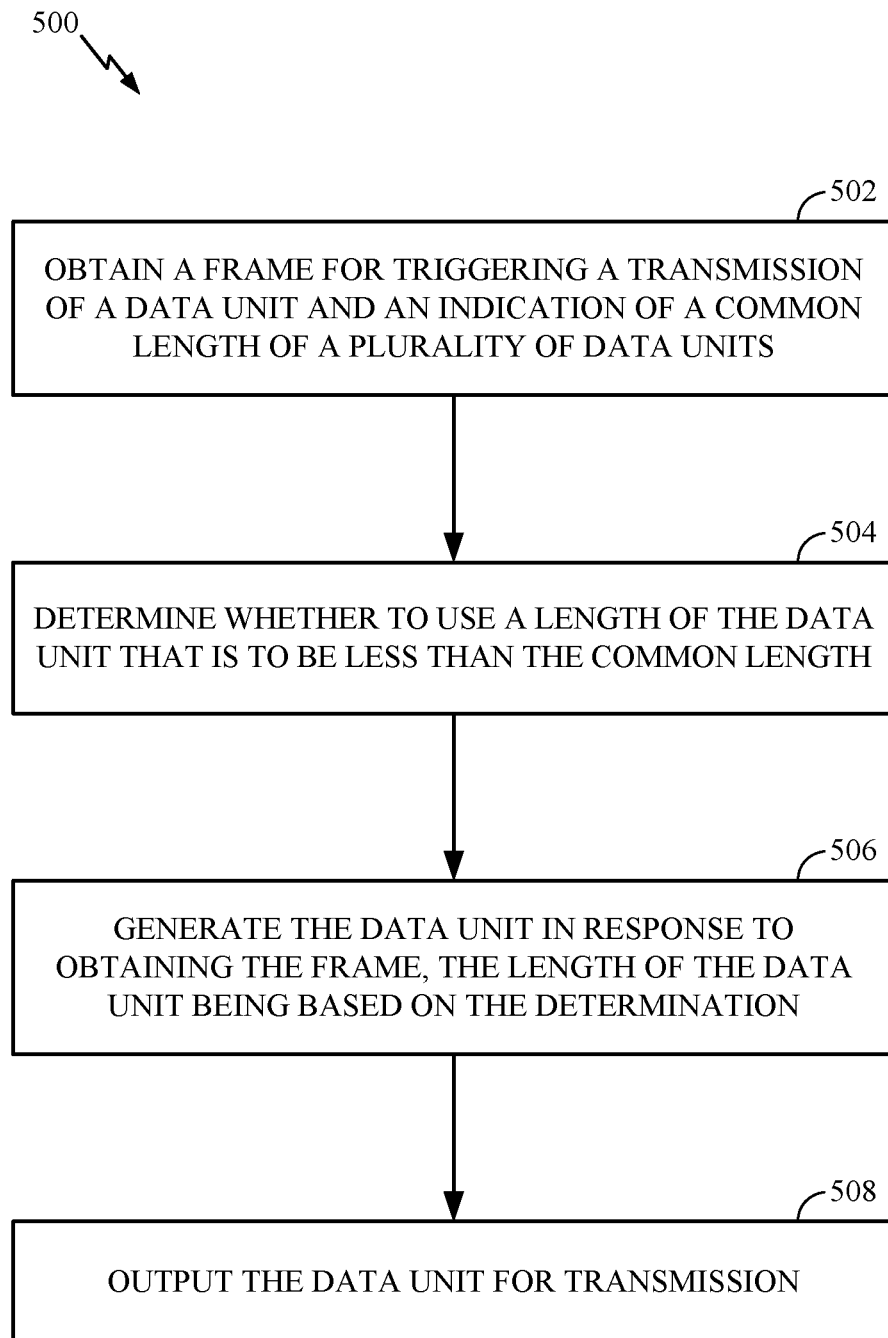 500
502
OBTAIN A FRAME FOR TRIGGERING A TRANSMISSION
OF A DATA UNIT AND AN INDICATION OF A COMMON
LENGTH OF A PLURALITY OF DATA UNITS
504
DETERMINE WHETHER TO USE A LENGTH OF THE DATA
UNIT THAT IS TO BE LESS THAN THE COMMON LENGTH
506
GENERATE THE DATA UNIT IN RESPONSE TO
OBTAINING THE FRAME, THE LENGTH OF THE DATA
UNIT BEING BASED ON THE DETERMINATION
508
OUTPUT THE DATA UNIT FOR TRANSMISSION